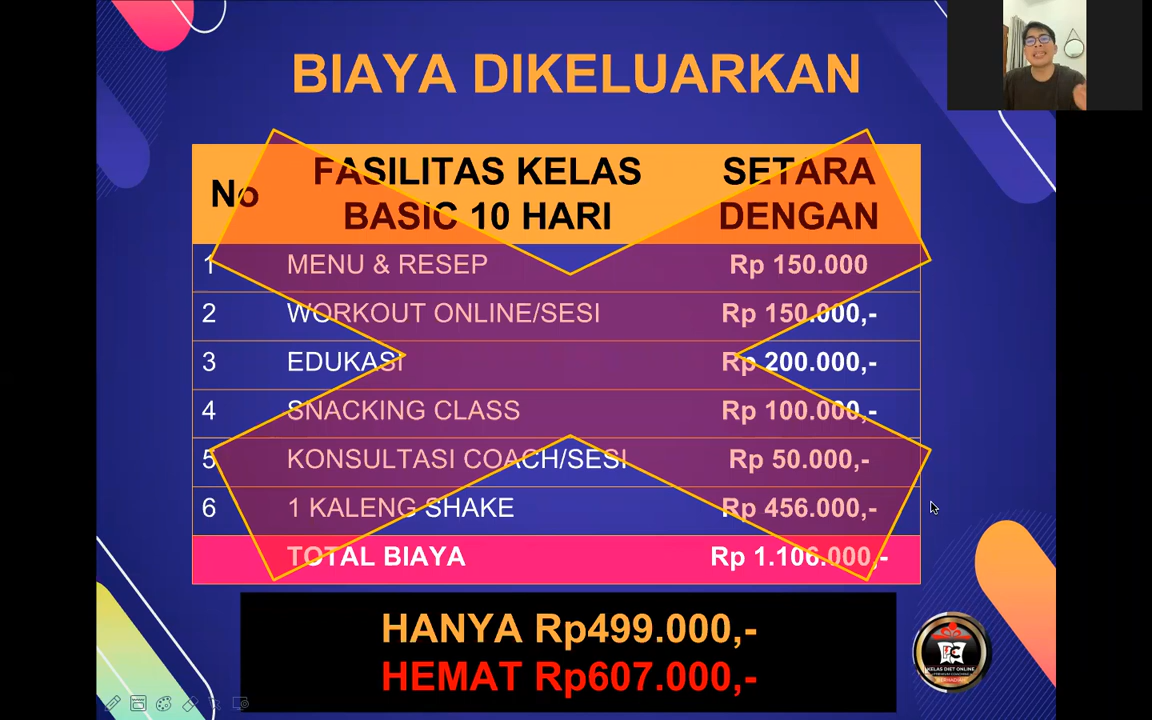 BIAYA DIKELUARKAN
No FASILITAS KELAS BASIC 10 HARI SETARA DENGAN
1 MENU & RESEP Rp 150.000
2 WORKOUT ONLINE/SESI Rp 150.000,-
3 EDUKASI Rp 200.000,-
4 SNACKING CLASS Rp 100.000,-
5 KONSULTASI COACH/SESI Rp 50.000,-
6 1 KALENG SHAKE Rp 456.000,-
TOTAL BIAYA Rp 1.106.000,-
HANYA Rp499.000,-
HEMAT Rp607.000,-
KELAS DIET ONLINE